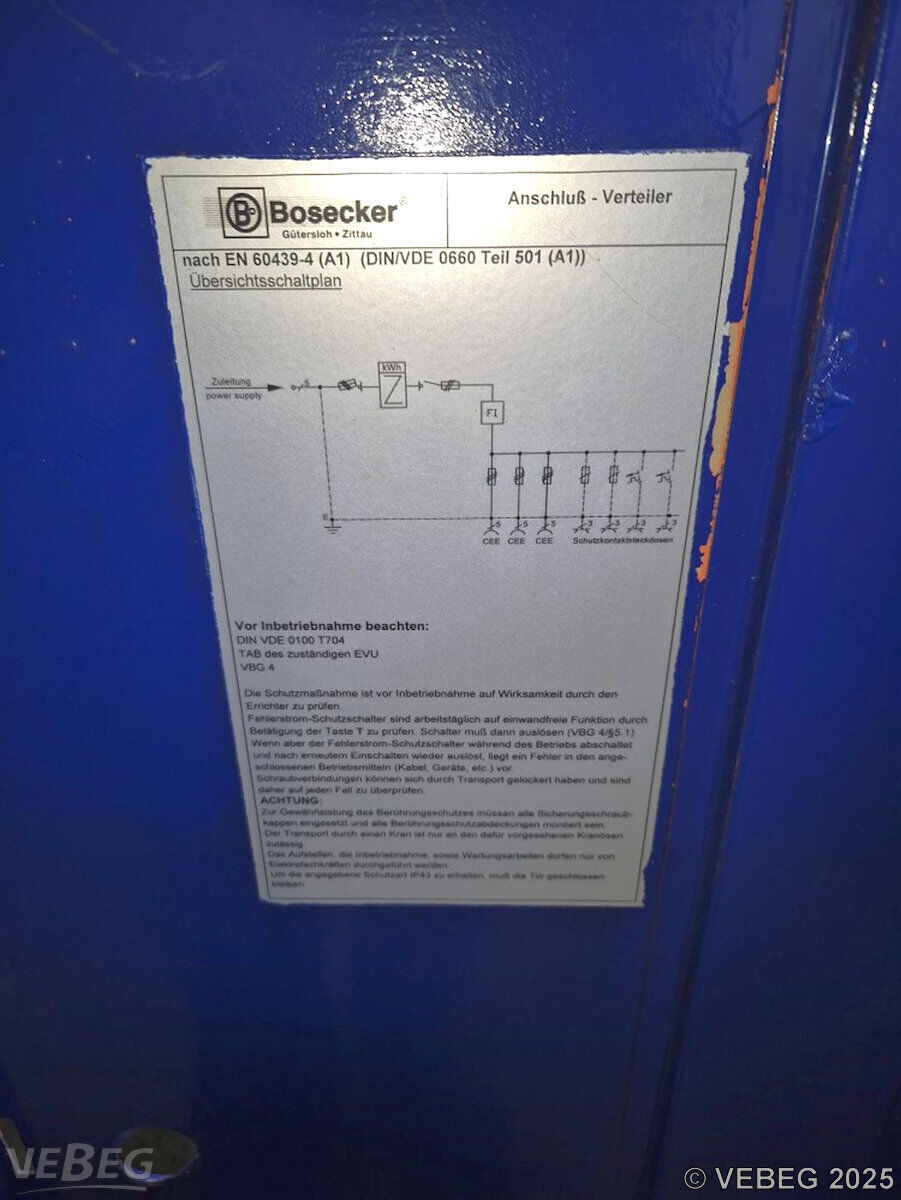 Bosecker
Gütersloh • Zittau
Anschluß - Verteiler
nach EN 60439-4 (A1) (DIN/VDE 0660 Teil 501 (A1))
Übersichtsschaltplan
Zuleitung
power supply
5
kWh
Z
FI
E
5 5 5 3 3 3 3
CEE CEE CEE Schutzkontaktsteckdosen
Vor Inbetriebnahme beachten:
DIN VDE 0100 T704
TAB des zuständigen EVU
VBG 4
Die Schutzmaßnahme ist vor Inbetriebnahme auf Wirksamkeit durch den
Errichter zu prüfen.
Fehlerstrom-Schutzschalter sind arbeitstäglich auf einwandfreie Funktion durch
Betätigung der Taste T zu prüfen. Schalter muß dann auslösen (VBG 4/§5.1)
Wenn aber der Fehlerstrom-Schutzschalter während des Betriebs abschaltet
und nach erneutem Einschalten wieder auslöst, liegt ein Fehler in den ange-
schlossenen Betriebsmitteln (Kabel, Geräte, etc.) vor.
Schraubverbindungen können sich durch Transport gelockert haben und sind
daher auf jeden Fall zu überprüfen.
ACHTUNG:
Zur Gewährleistung des Berührungsschutzes müssen alle Sicherungsschraub-
kappen eingesetzt und alle Berührungsschutzabdeckungen montiert sein.
Der Transport durch einen Kran ist nur an den dafür vorgesehenen Kranösen
zulässig.
Das Aufstellen, die Inbetriebnahme, sowie Wartungsarbeiten dürfen nur von
Elektrofachkräften durchgeführt werden.
Um die angegebene Schutzart IP43 zu erhalten, muß die Tür geschlossen
bleiben.
VEBEG
© VEBEG 2025